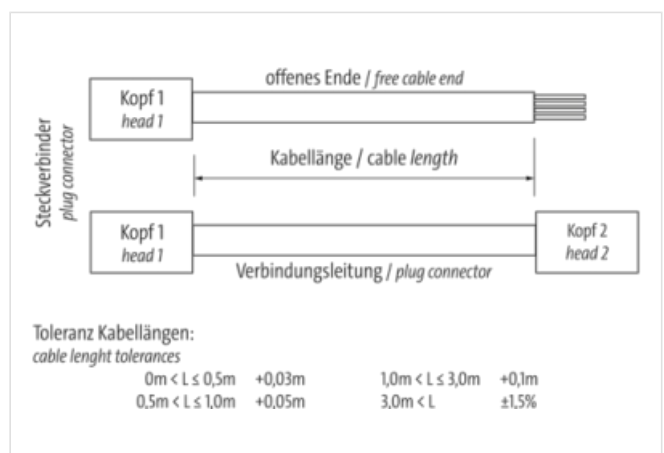 offenes Ende / free cable end
Kopf 1
head 1
Steckverbinder
plug connector
Kabellänge / cable length
Kopf 1
head 1
Kopf 2
head 2
Verbindungsleitung / plug connector
Toleranz Kabellängen:
cable lenght tolerances
0m < L ≤ 0,5m +0,03m 1,0m < L ≤ 3,0m +0,1m
0,5m < L ≤ 1,0m +0,05m 3,0m < L ±1,5%